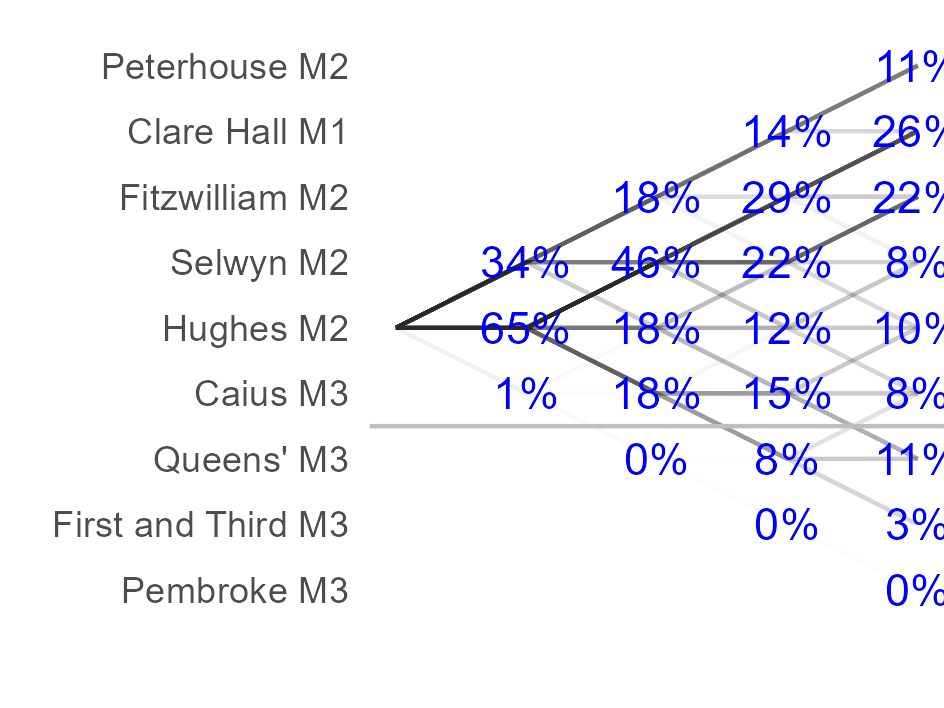 Peterhouse M2 11%
Clare Hall M1 14% 26%
Fitzwilliam M2 18% 29% 22%
Selwyn M2 34% 46% 22% 8%
Hughes M2 65% 18% 12% 10%
Caius M3 1% 18% 15% 8%
Queens' M3 0% 8% 11%
First and Third M3 0% 3%
Pembroke M3 0%